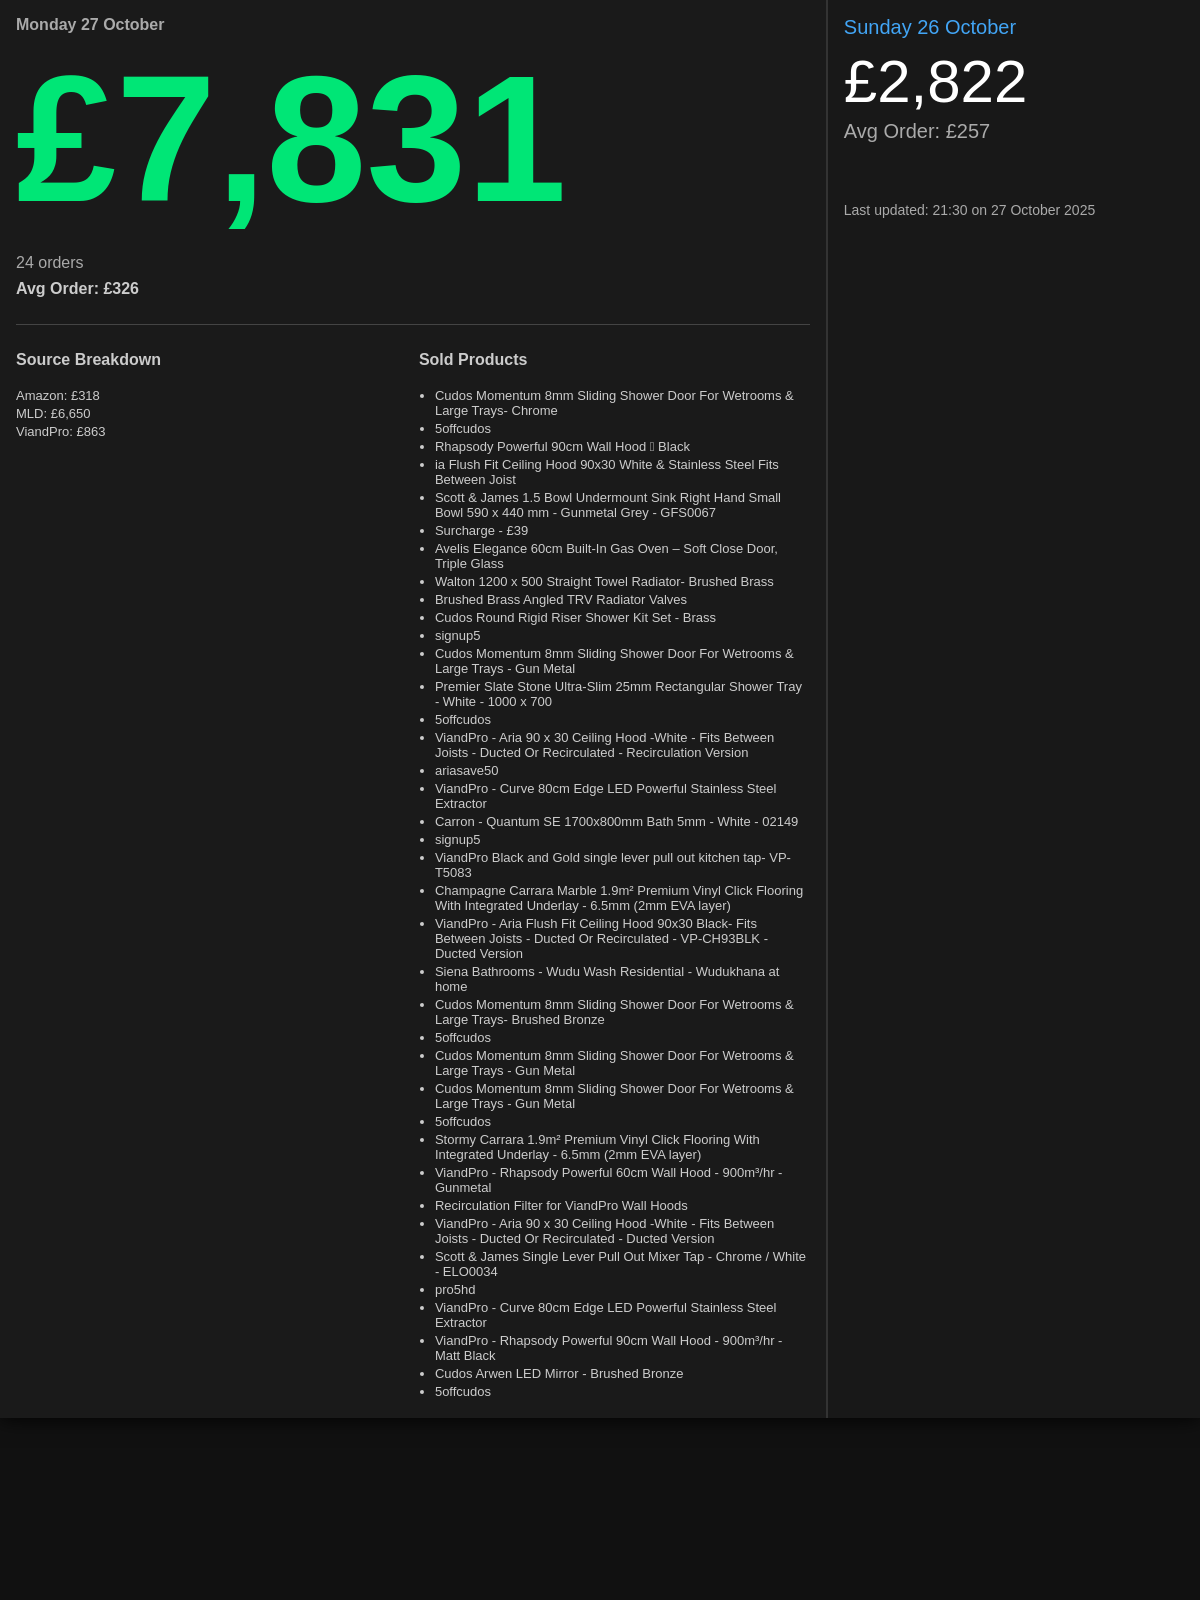 Monday 27 October
£7,831
24 orders
Avg Order: £326
Source Breakdown
Amazon: £318
MLD: £6,650
ViandPro: £863
Sold Products
• Cudos Momentum 8mm Sliding Shower Door For Wetrooms &
Large Trays- Chrome
• 5offcudos
• Rhapsody Powerful 90cm Wall Hood  Black
• ia Flush Fit Ceiling Hood 90x30 White & Stainless Steel Fits
Between Joist
• Scott & James 1.5 Bowl Undermount Sink Right Hand Small
Bowl 590 x 440 mm - Gunmetal Grey - GFS0067
• Surcharge - £39
• Avelis Elegance 60cm Built-In Gas Oven – Soft Close Door,
Triple Glass
• Walton 1200 x 500 Straight Towel Radiator- Brushed Brass
• Brushed Brass Angled TRV Radiator Valves
• Cudos Round Rigid Riser Shower Kit Set - Brass
• signup5
• Cudos Momentum 8mm Sliding Shower Door For Wetrooms &
Large Trays - Gun Metal
• Premier Slate Stone Ultra-Slim 25mm Rectangular Shower Tray
- White - 1000 x 700
• 5offcudos
• ViandPro - Aria 90 x 30 Ceiling Hood -White - Fits Between
Joists - Ducted Or Recirculated - Recirculation Version
• ariasave50
• ViandPro - Curve 80cm Edge LED Powerful Stainless Steel
Extractor
• Carron - Quantum SE 1700x800mm Bath 5mm - White - 02149
• signup5
• ViandPro Black and Gold single lever pull out kitchen tap- VP-
T5083
• Champagne Carrara Marble 1.9m² Premium Vinyl Click Flooring
With Integrated Underlay - 6.5mm (2mm EVA layer)
• ViandPro - Aria Flush Fit Ceiling Hood 90x30 Black- Fits
Between Joists - Ducted Or Recirculated - VP-CH93BLK -
Ducted Version
• Siena Bathrooms - Wudu Wash Residential - Wudukhana at
home
• Cudos Momentum 8mm Sliding Shower Door For Wetrooms &
Large Trays- Brushed Bronze
• 5offcudos
• Cudos Momentum 8mm Sliding Shower Door For Wetrooms &
Large Trays - Gun Metal
• Cudos Momentum 8mm Sliding Shower Door For Wetrooms &
Large Trays - Gun Metal
• 5offcudos
• Stormy Carrara 1.9m² Premium Vinyl Click Flooring With
Integrated Underlay - 6.5mm (2mm EVA layer)
• ViandPro - Rhapsody Powerful 60cm Wall Hood - 900m³/hr -
Gunmetal
• Recirculation Filter for ViandPro Wall Hoods
• ViandPro - Aria 90 x 30 Ceiling Hood -White - Fits Between
Joists - Ducted Or Recirculated - Ducted Version
• Scott & James Single Lever Pull Out Mixer Tap - Chrome / White
- ELO0034
• pro5hd
• ViandPro - Curve 80cm Edge LED Powerful Stainless Steel
Extractor
• ViandPro - Rhapsody Powerful 90cm Wall Hood - 900m³/hr -
Matt Black
• Cudos Arwen LED Mirror - Brushed Bronze
• 5offcudos
Sunday 26 October
£2,822
Avg Order: £257
Last updated: 21:30 on 27 October 2025